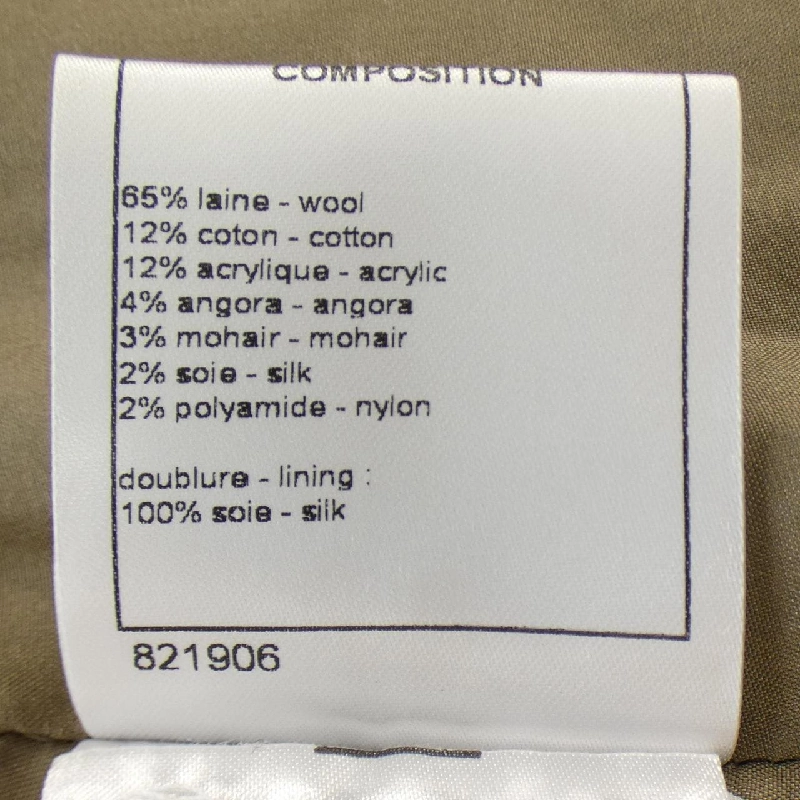 COMPOSITION
65% laine - wool
12% coton - cotton
12% acrylique - acrylic
4% angora - angora
3% mohair - mohair
2% soie - silk
2% polyamide - nylon
doublure - lining :
100% soie - silk
821906